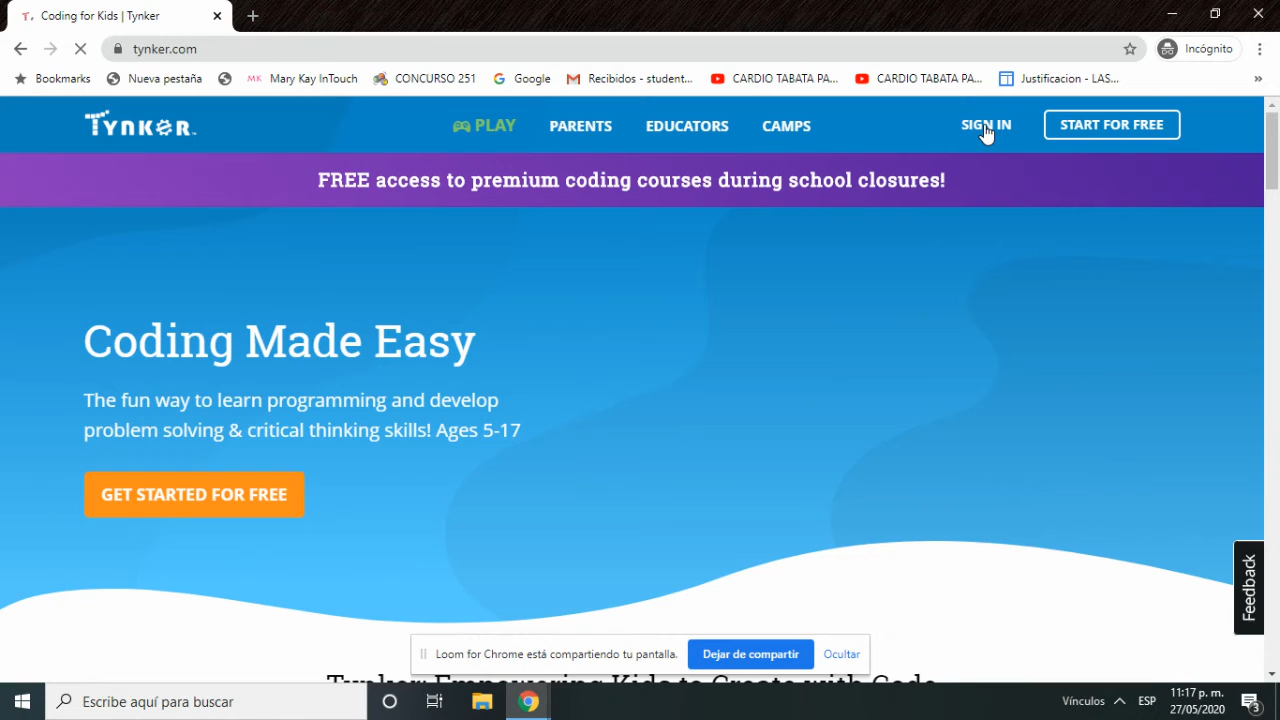 Coding for Kids | Tynker
tynker.com
Incógnito
Bookmarks
Nueva pestaña
Mary Kay InTouch
CONCURSO 251
Google
Recibidos - student...
CARDIO TABATA PA...
CARDIO TABATA PA...
Justificacion - LAS...
»
Tynker
PLAY
PARENTS
EDUCATORS
CAMPS
SIGN IN
START FOR FREE
FREE access to premium coding courses during school closures!
Coding Made Easy
The fun way to learn programming and develop
problem solving & critical thinking skills! Ages 5-17
GET STARTED FOR FREE
Feedback
Loom for Chrome está compartiendo tu pantalla.
Dejar de compartir
Ocultar
Tynker: Empowering Kids to Create with Code
Escribe aquí para buscar
Vínculos
ESP
11:17 p. m.
27/05/2020
3